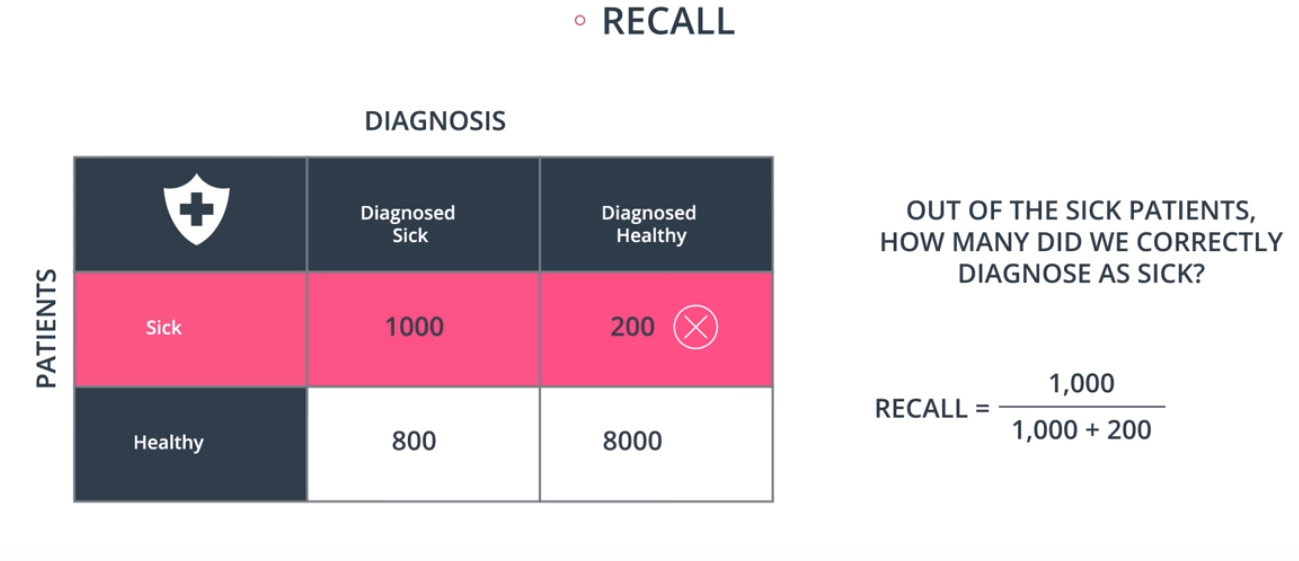 RECALL
DIAGNOSIS
Diagnosed
Sick
Diagnosed
Healthy
PATIENTS
Sick
1000
200
Healthy
800
8000
OUT OF THE SICK PATIENTS,
HOW MANY DID WE CORRECTLY
DIAGNOSE AS SICK?
RECALL =
1,000
1,000 + 200